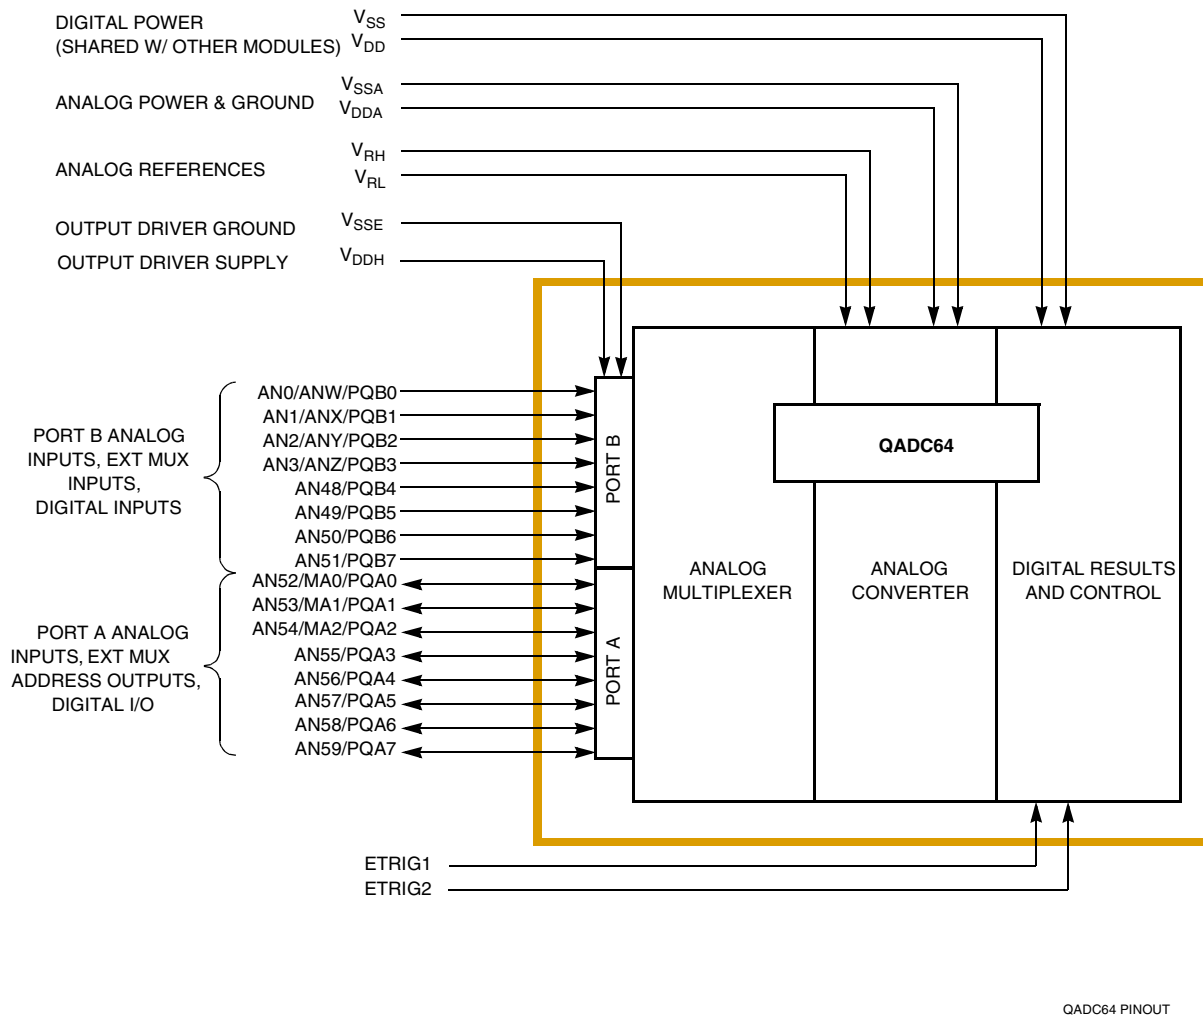 DIGITAL POWER
(SHARED W/ OTHER MODULES)
VSS
VDD
ANALOG POWER & GROUND
VSSA
VDDA
ANALOG REFERENCES
VRH
VRL
OUTPUT DRIVER GROUND
VSSE
OUTPUT DRIVER SUPPLY
VDDH
PORT B ANALOG
INPUTS, EXT MUX
INPUTS,
DIGITAL INPUTS
AN0/ANW/PQB0
AN1/ANX/PQB1
AN2/ANY/PQB2
AN3/ANZ/PQB3
AN48/PQB4
AN49/PQB5
AN50/PQB6
AN51/PQB7
PORT A ANALOG
INPUTS, EXT MUX
ADDRESS OUTPUTS,
DIGITAL I/O
AN52/MA0/PQA0
AN53/MA1/PQA1
AN54/MA2/PQA2
AN55/PQA3
AN56/PQA4
AN57/PQA5
AN58/PQA6
AN59/PQA7
PORT B
PORT A
QADC64
ANALOG
MULTIPLEXER
ANALOG
CONVERTER
DIGITAL RESULTS
AND CONTROL
ETRIG1
ETRIG2
QADC64 PINOUT